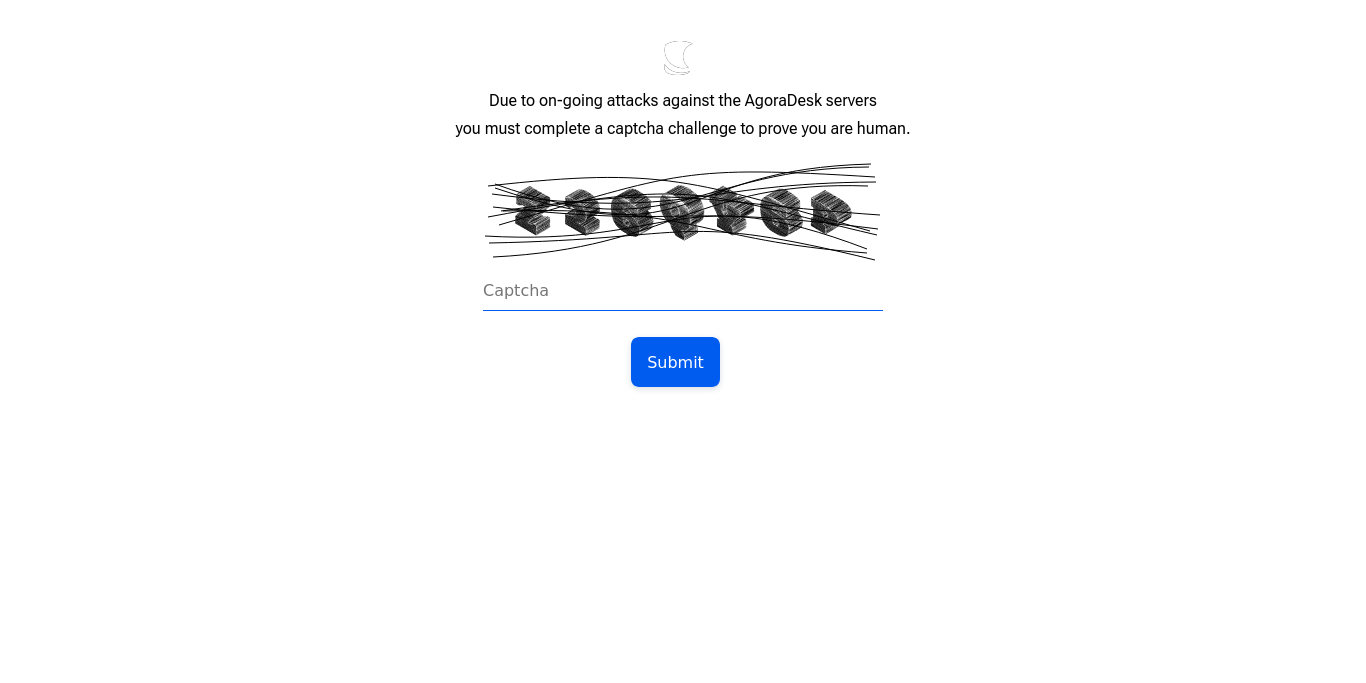 Due to on-going attacks against the AgoraDesk servers
you must complete a captcha challenge to prove you are human.
Captcha
Submit